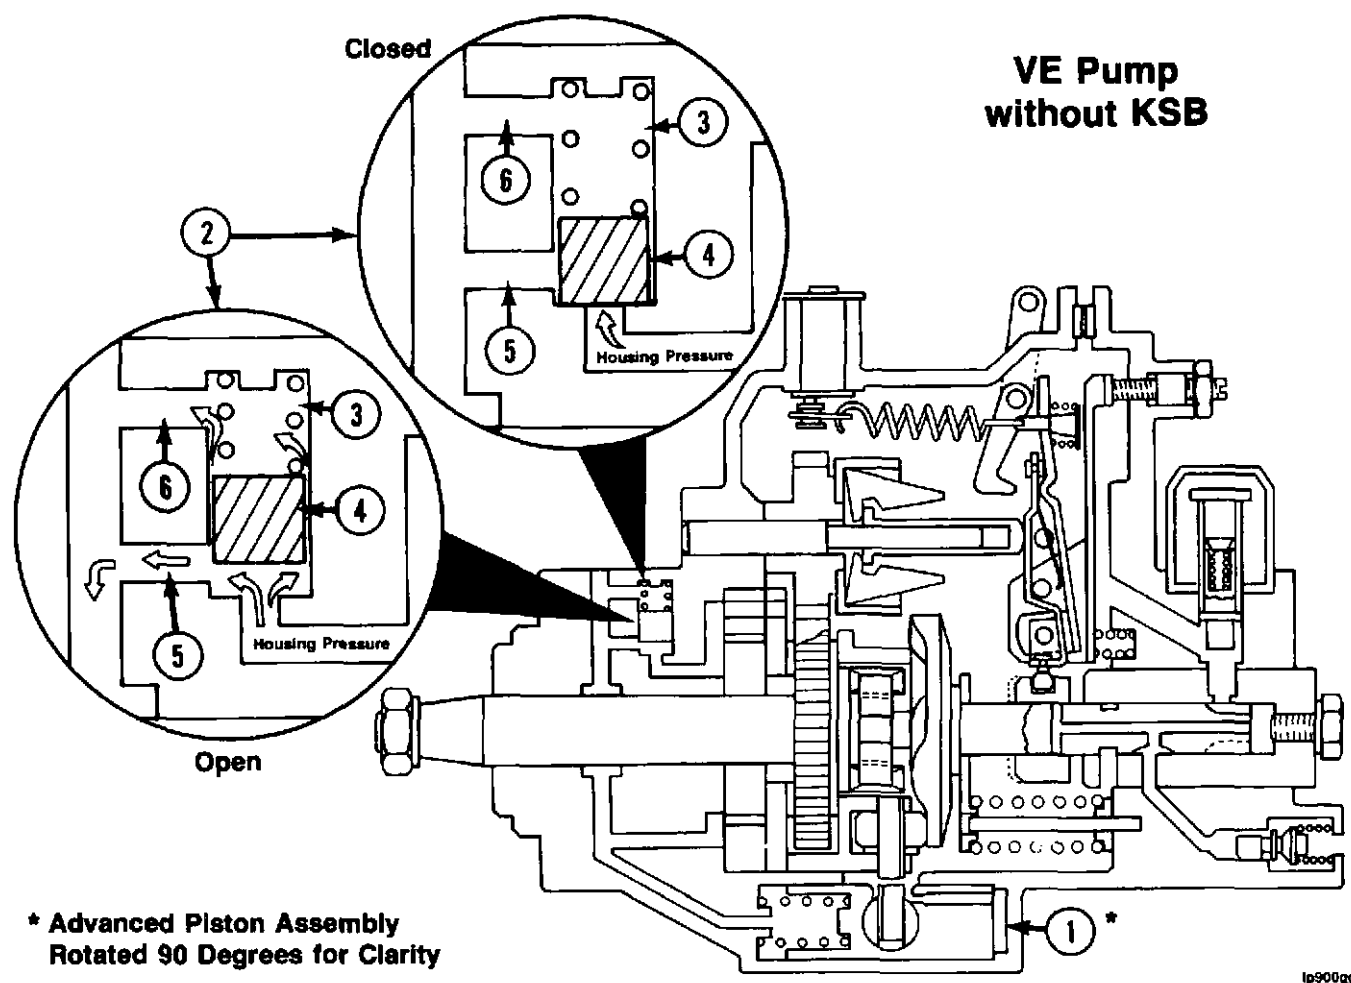 Closed
VE Pump
without KSB
3
6
2
4
5
Housing Pressure
3
6
4
5
Housing Pressure
Open
* Advanced Piston Assembly
Rotated 90 Degrees for Clarity
1 *